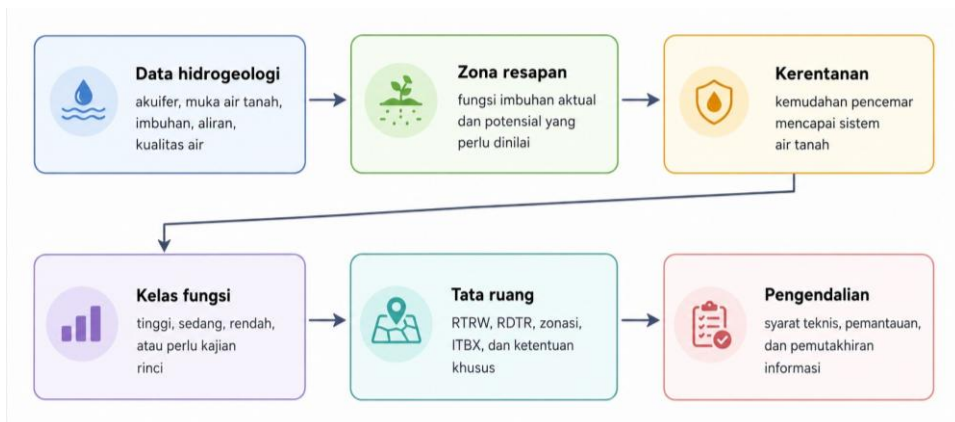 Data hidrogeologi
akuifer, muka air tanah,
imbuhan, aliran,
kualitas air
Zona resapan
fungsi imbuhan aktual
dan potensial yang
perlu dinilai
Kerentanan
kemudahan pencemar
mencapai sistem
air tanah
Kelas fungsi
tinggi, sedang, rendah,
atau perlu kajian
rinci
Tata ruang
RTRW, RDTR, zonasi,
ITBX, dan ketentuan
khusus
Pengendalian
syarat teknis, pemantauan,
dan pemutakhiran
informasi